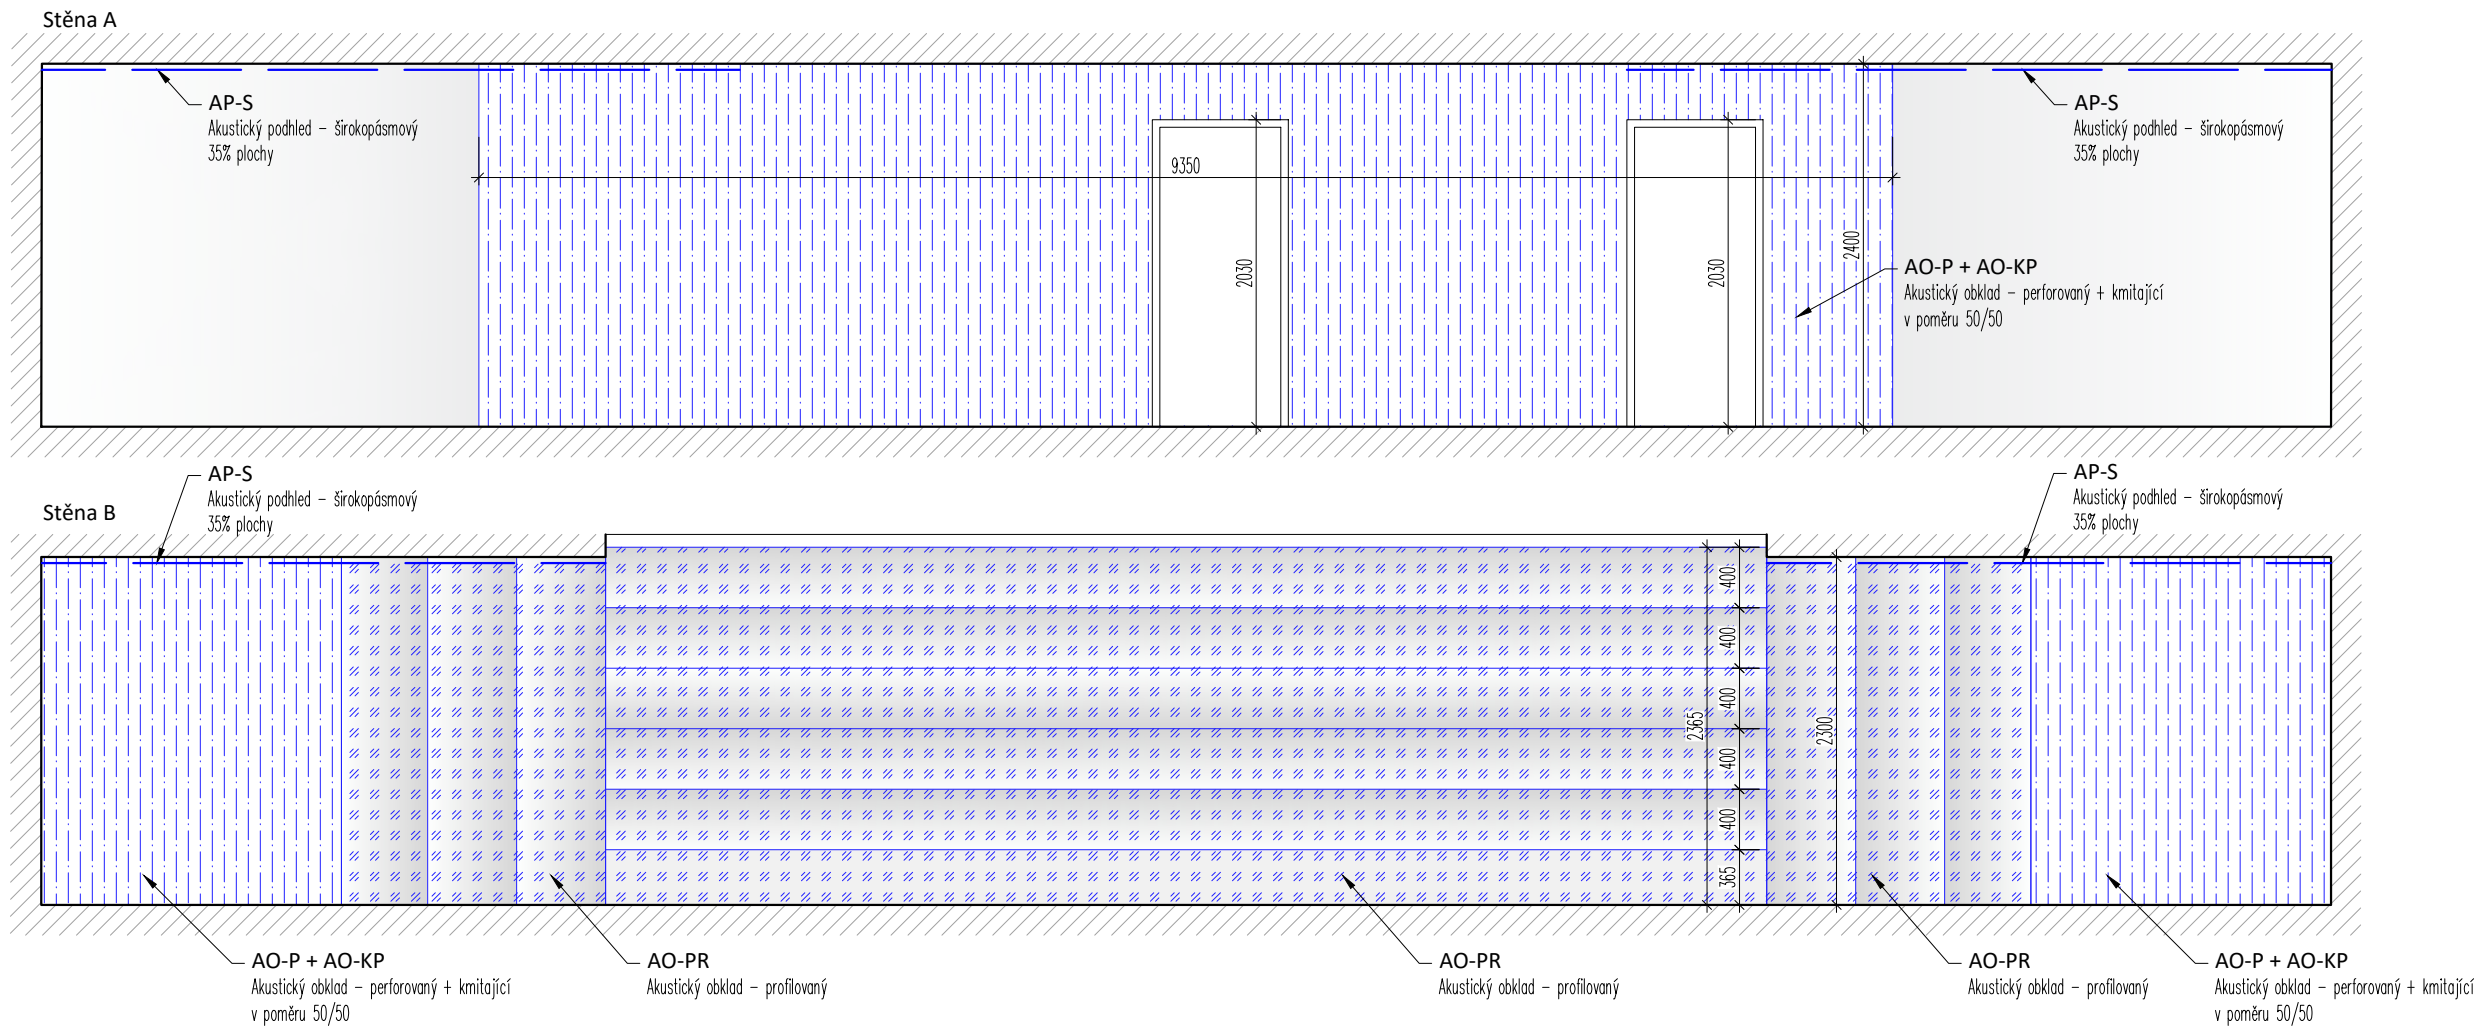 Stěna A
AP-S
Akustický podhled – širokopásmový
35% plochy
AP-S
Akustický podhled – širokopásmový
35% plochy
9350
2030
2030
2400
AO-P + AO-KP
Akustický obklad – perforovaný + kmitající
v poměru 50/50
Stěna B
AP-S
Akustický podhled – širokopásmový
35% plochy
AP-S
Akustický podhled – širokopásmový
35% plochy
400
400
400
400
400
365
2365
2300
AO-P + AO-KP
Akustický obklad – perforovaný + kmitající
v poměru 50/50
AO-PR
Akustický obklad – profilovaný
AO-PR
Akustický obklad – profilovaný
AO-PR
Akustický obklad – profilovaný
AO-P + AO-KP
Akustický obklad – perforovaný + kmitající
v poměru 50/50